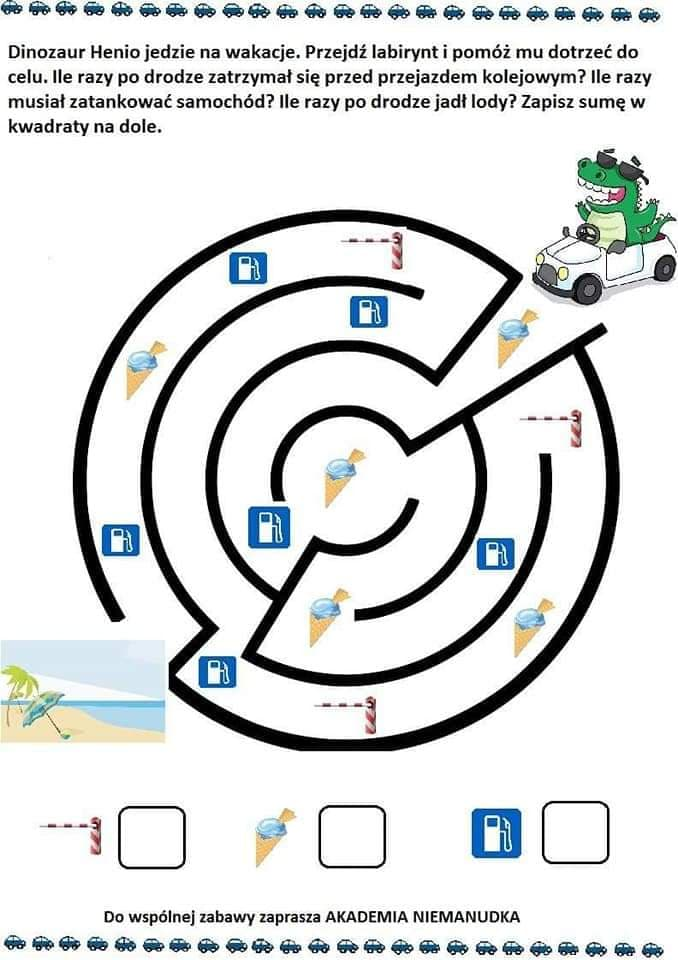 Dinozaur Henio jedzie na wakacje. Przejdź labirynt i pomóż mu dotrzeć do
celu. Ile razy po drodze zatrzymał się przed przejazdem kolejowym? Ile razy
musiał zatankować samochód? Ile razy po drodze jadł lody? Zapisz sumę w
kwadraty na dole.
Do wspólnej zabawy zaprasza AKADEMIA NIEMANUDKA